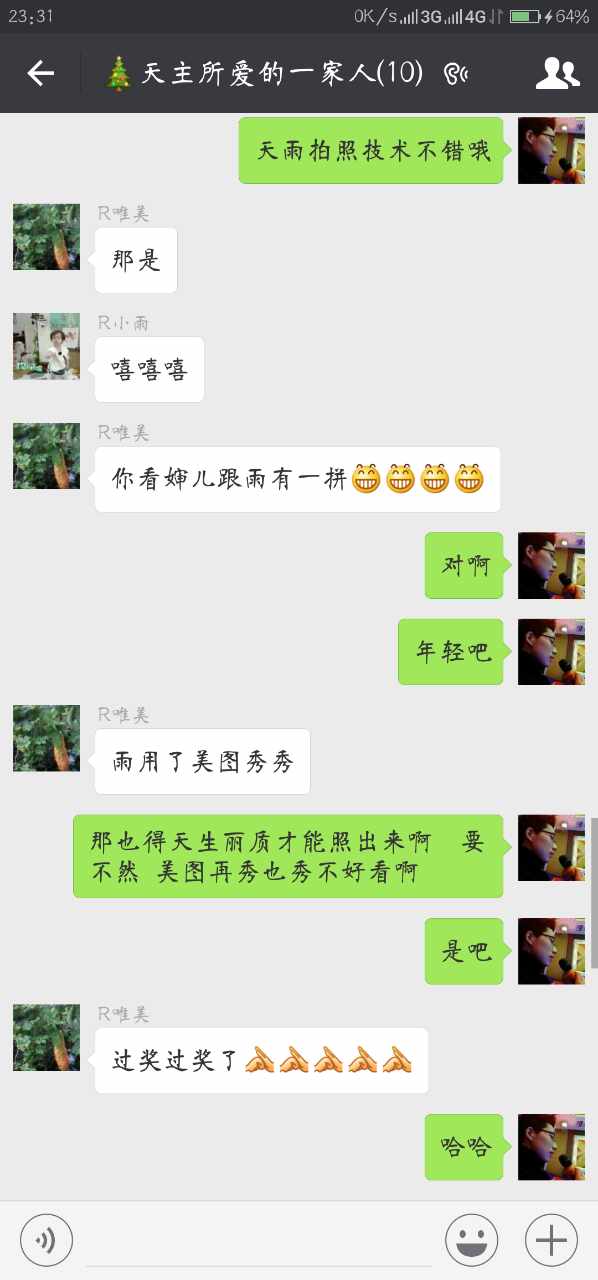 23:31
0K/s 3G 4G 64%
🎄天主所爱的一家人(10)
天雨拍照技术不错哦
R唯美
那是
R小雨
嘻嘻嘻
R唯美
你看婶儿跟雨有一拼😁😁😁😁
对啊
年轻吧
R唯美
雨用了美图秀秀
那也得天生丽质才能照出来啊 要
不然 美图再秀也秀不好看啊
是吧
R唯美
过奖过奖了
哈哈